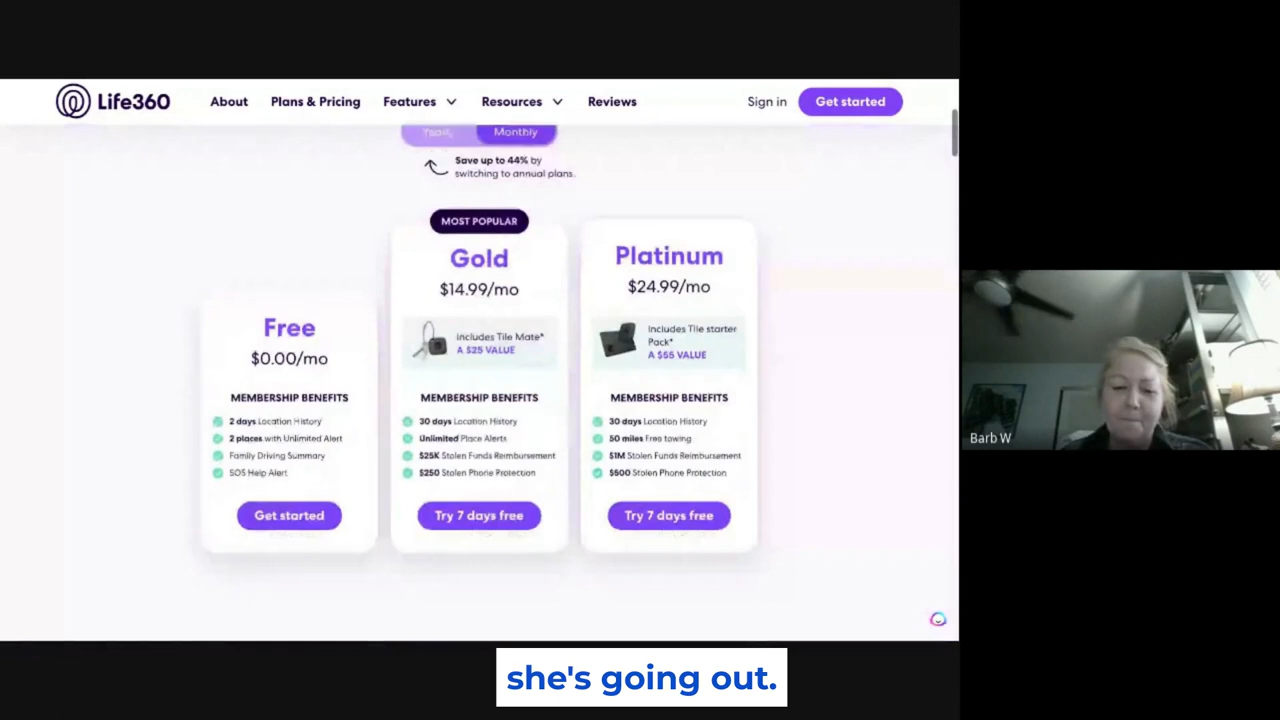 Life360
About
Plans & Pricing
Features
Resources
Reviews
Sign in
Get started
Yearly
Monthly
Save up to 44% by
switching to annual plans.
Free
$0.00/mo
MEMBERSHIP BENEFITS
2 days Location History
2 places with Unlimited Alert
Family Driving Summary
SOS Help Alert
Get started
MOST POPULAR
Gold
$14.99/mo
Includes Tile Mate*
A $25 VALUE
MEMBERSHIP BENEFITS
30 days Location History
Unlimited Place Alerts
$25K Stolen Funds Reimbursement
$250 Stolen Phone Protection
Try 7 days free
Platinum
$24.99/mo
Includes Tile starter
Pack*
A $55 VALUE
MEMBERSHIP BENEFITS
30 days Location History
50 miles Free towing
$1M Stolen Funds Reimbursement
$500 Stolen Phone Protection
Try 7 days free
Barb W
she's going out.